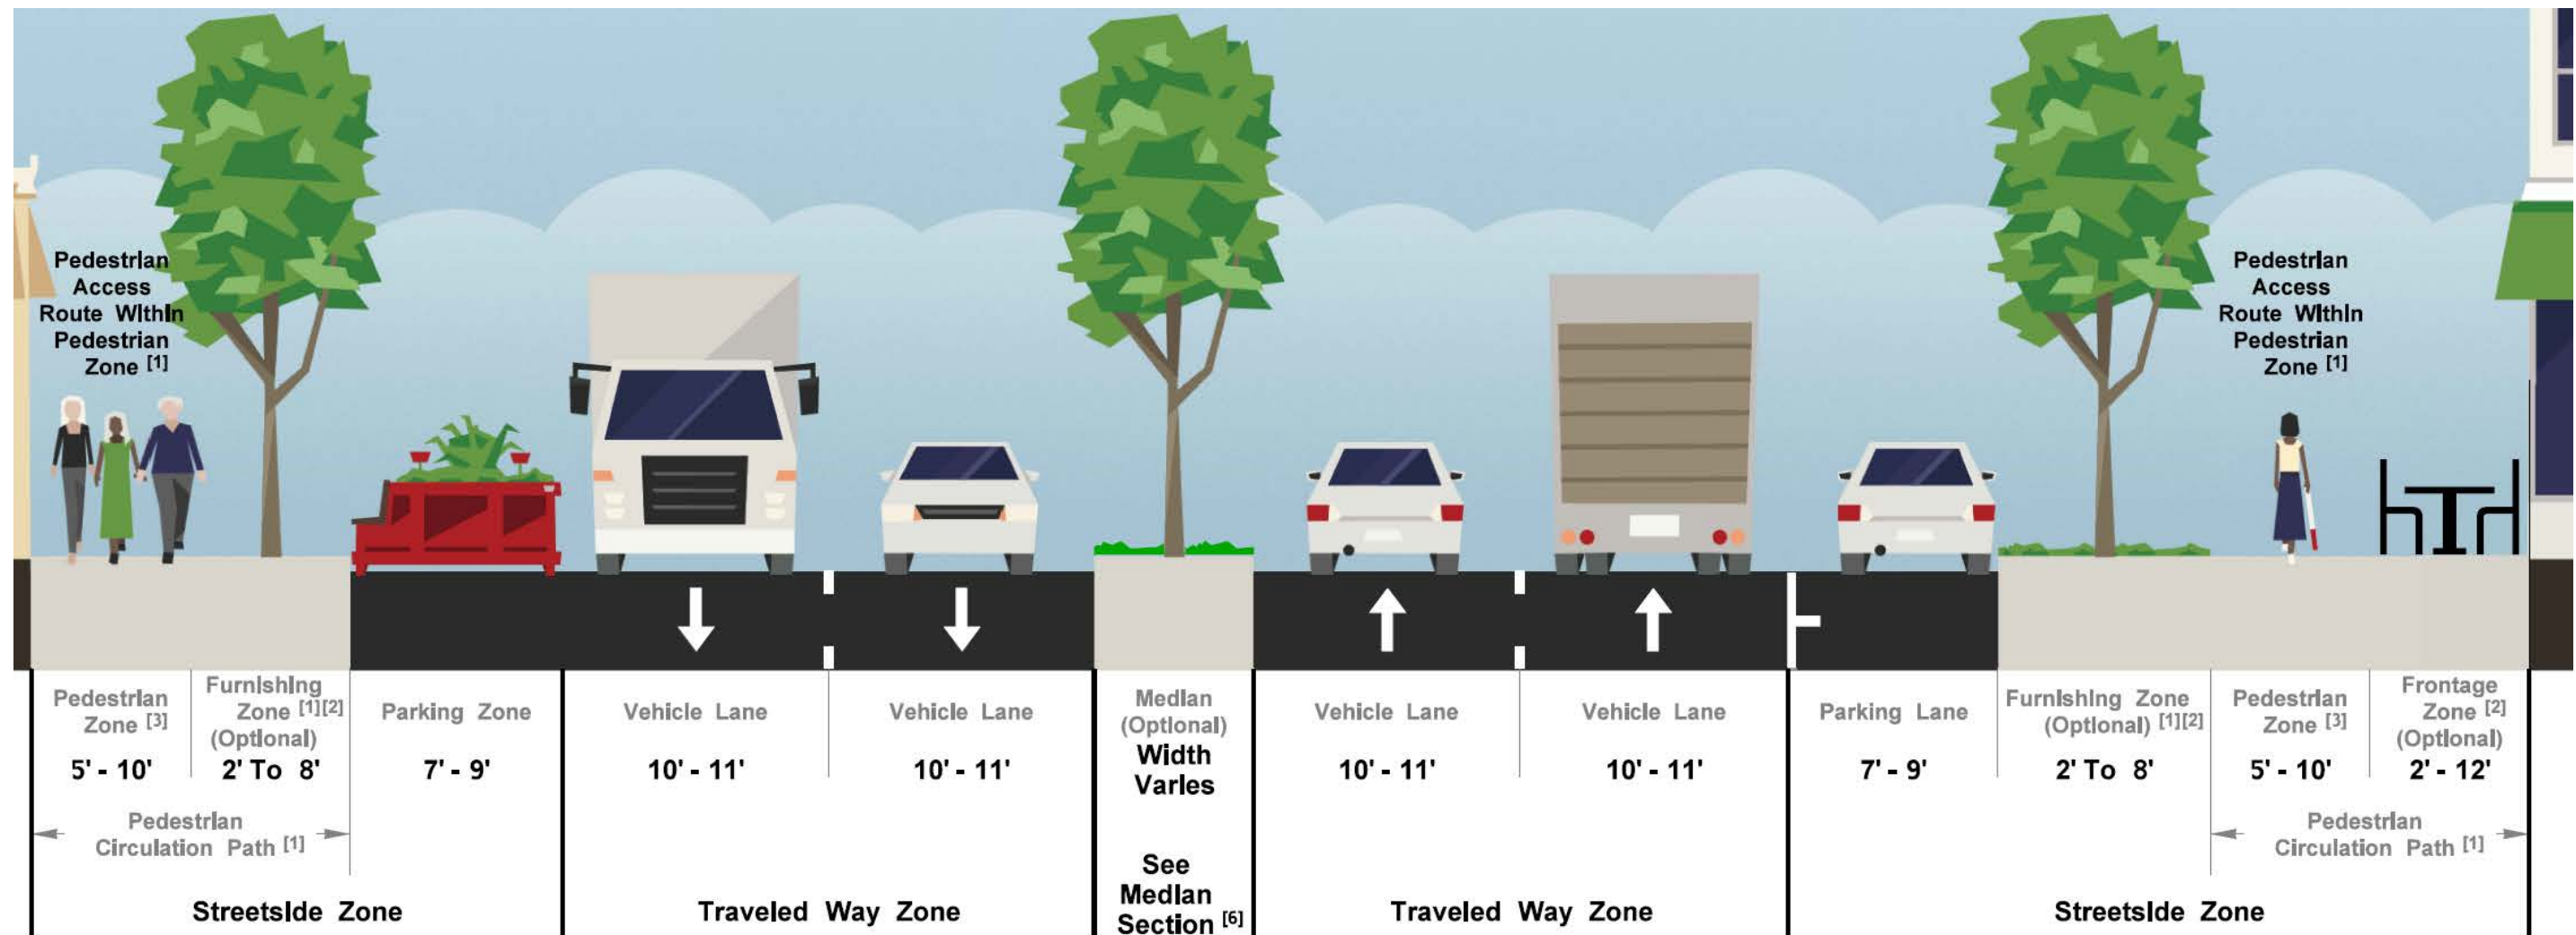 Pedestrian
Access
Route Within
Pedestrian
Zone [1]
Pedestrian
Access
Route Within
Pedestrian
Zone [1]
Pedestrian
Zone [3]
5' - 10'
Furnishing
Zone [1][2]
(Optional)
2' To 8'
Parking Zone
7' - 9'
Vehicle Lane
10' - 11'
Vehicle Lane
10' - 11'
Median
(Optional)
Width
Varies
See
Median
Section [6]
Vehicle Lane
10' - 11'
Vehicle Lane
10' - 11'
Parking Lane
7' - 9'
Furnishing Zone
(Optional) [1][2]
2' To 8'
Pedestrian
Zone [3]
5' - 10'
Frontage
Zone [2]
(Optional)
2' - 12'
Pedestrian
Circulation Path [1]
Pedestrian
Circulation Path [1]
Streetside Zone
Traveled Way Zone
Traveled Way Zone
Streetside Zone